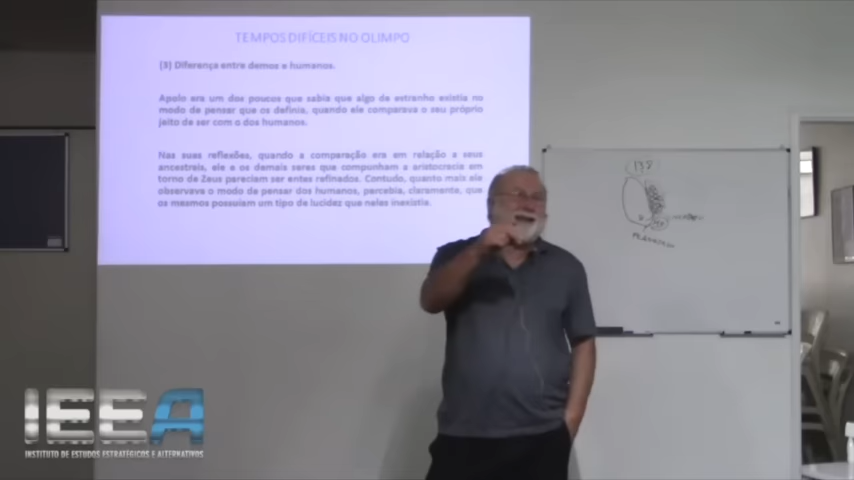 TEMPOS DIFÍCEIS NO OLIMPO
(3) Diferença entre demos e humanos.
Apolo era um dos poucos que sabia que algo de estranho existia no
modo de pensar que os definia, quando ele comparava o seu próprio
jeito de ser com o dos humanos.
Nas suas reflexões, quando a comparação era em relação a seus
ancestrais, ele e os demais seres que compunham a aristocracia em
torno de Zeus pareciam ser entes refinados. Contudo, quanto mais ele
observava o modo de pensar dos humanos, percebia, claramente, que
os mesmos possuíam um tipo de lucidez que neles inexistia.
IEEA
INSTITUTO DE ESTUDOS ESTRATÉGICOS E ALTERNATIVOS